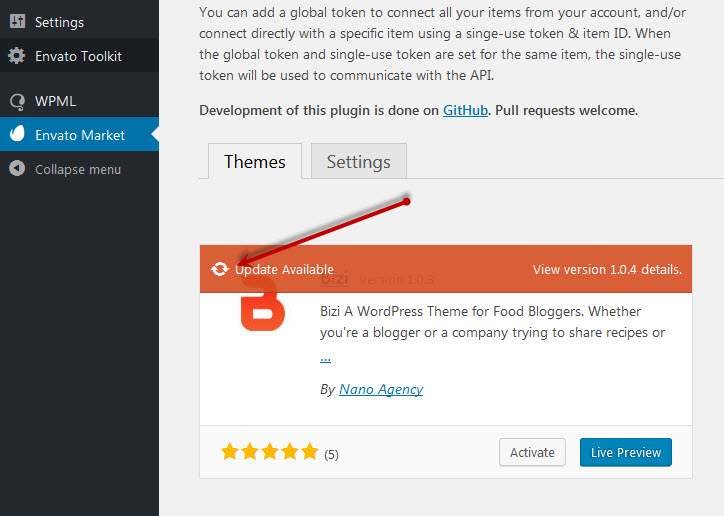 Settings
Envato Toolkit
WPML
Envato Market
Collapse menu
You can add a global token to connect all your items from your account, and/or
connect directly with a specific item using a singe-use token & item ID. When
the global token and single-use token are set for the same item, the single-use
token will be used to communicate with the API.
Development of this plugin is done on GitHub. Pull requests welcome.
Themes
Settings
Update Available
View version 1.0.4 details.
Bizi Version 1.0.3
Bizi A WordPress Theme for Food Bloggers. Whether
you're a blogger or a company trying to share recipes or
...
By Nano Agency
(5)
Activate
Live Preview